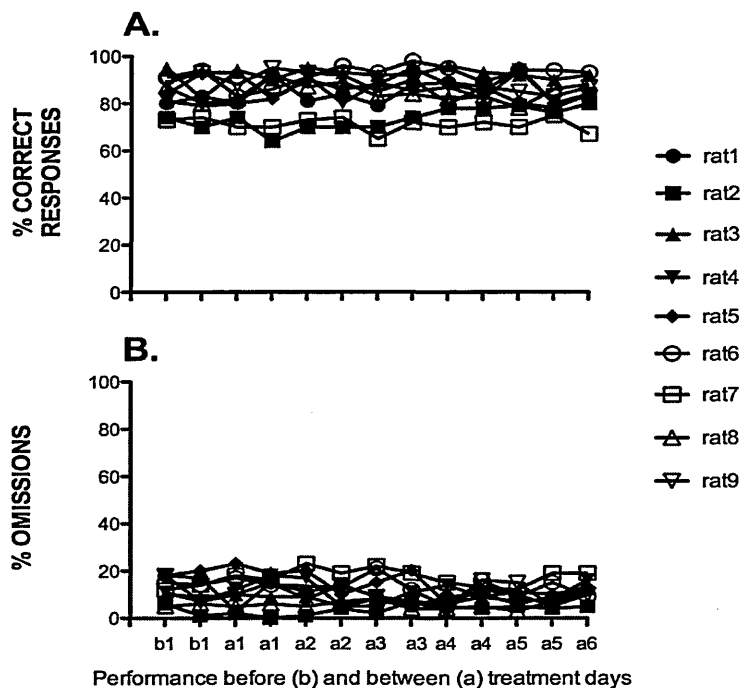 A.
% CORRECT
RESPONSES
100
80
60
40
20
0
rat1
rat2
rat3
rat4
rat5
rat6
rat7
rat8
rat9
B.
% OMISSIONS
100
80
60
40
20
0
b1 b1 a1 a1 a2 a2 a3 a3 a4 a4 a5 a5 a6
Performance before (b) and between (a) treatment days